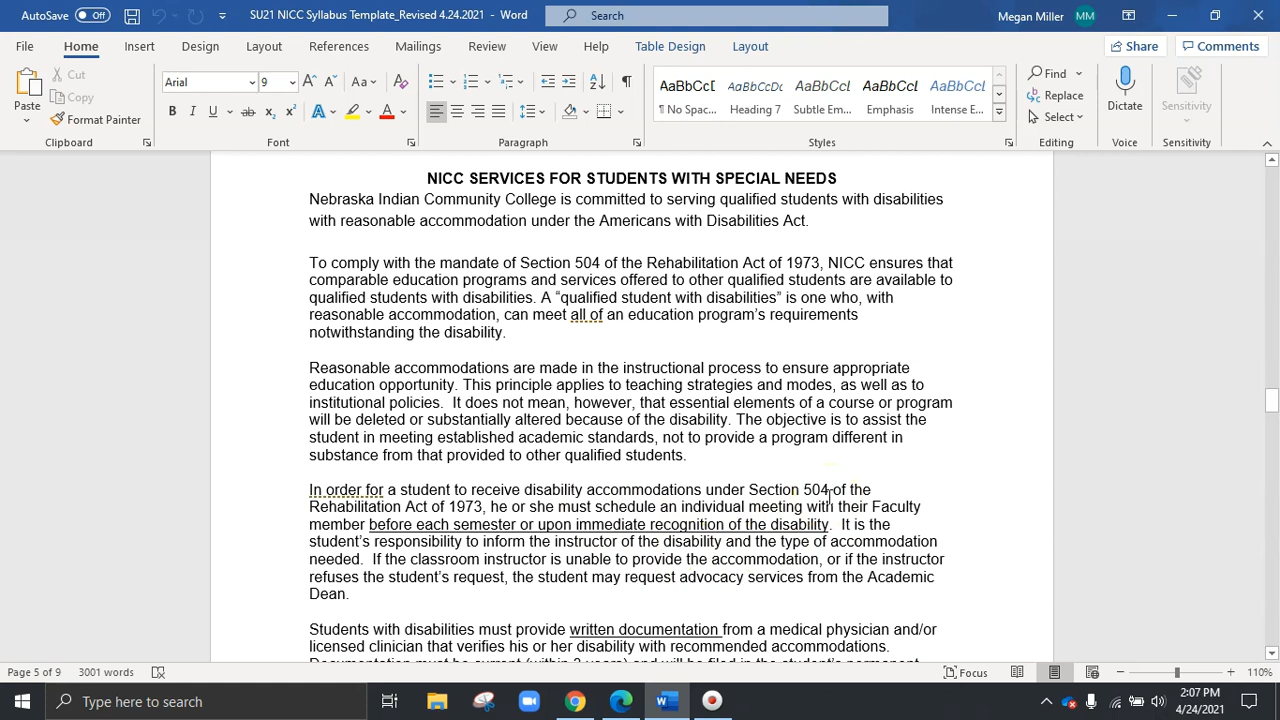 AutoSave Off SU21 NICC Syllabus Template_Revised 4.24.2021 - Word Search Megan Miller MM
File Home Insert Design Layout References Mailings Review View Help Table Design Layout Share Comments
Paste Cut Copy Format Painter
Arial 9 Aa
B I U ab x₂ x² A A
AaBbCcD AaBbCcDc AaBbCcL AaBbCcl AaBbCcl
¶ No Spac... Heading 7 Subtle Em... Emphasis Intense E...
Find Replace Select Dictate Sensitivity
Clipboard Font Paragraph Styles Editing Voice Sensitivity
NICC SERVICES FOR STUDENTS WITH SPECIAL NEEDS
Nebraska Indian Community College is committed to serving qualified students with disabilities
with reasonable accommodation under the Americans with Disabilities Act.
To comply with the mandate of Section 504 of the Rehabilitation Act of 1973, NICC ensures that
comparable education programs and services offered to other qualified students are available to
qualified students with disabilities. A “qualified student with disabilities” is one who, with
reasonable accommodation, can meet all of an education program’s requirements
notwithstanding the disability.
Reasonable accommodations are made in the instructional process to ensure appropriate
education opportunity. This principle applies to teaching strategies and modes, as well as to
institutional policies. It does not mean, however, that essential elements of a course or program
will be deleted or substantially altered because of the disability. The objective is to assist the
student in meeting established academic standards, not to provide a program different in
substance from that provided to other qualified students.
In order for a student to receive disability accommodations under Section 504 of the
Rehabilitation Act of 1973, he or she must schedule an individual meeting with their Faculty
member before each semester or upon immediate recognition of the disability. It is the
student’s responsibility to inform the instructor of the disability and the type of accommodation
needed. If the classroom instructor is unable to provide the accommodation, or if the instructor
refuses the student’s request, the student may request advocacy services from the Academic
Dean.
Students with disabilities must provide written documentation from a medical physician and/or
licensed clinician that verifies his or her disability with recommended accommodations.
Page 5 of 9 3001 words Focus 110%
Type here to search 2:07 PM
4/24/2021